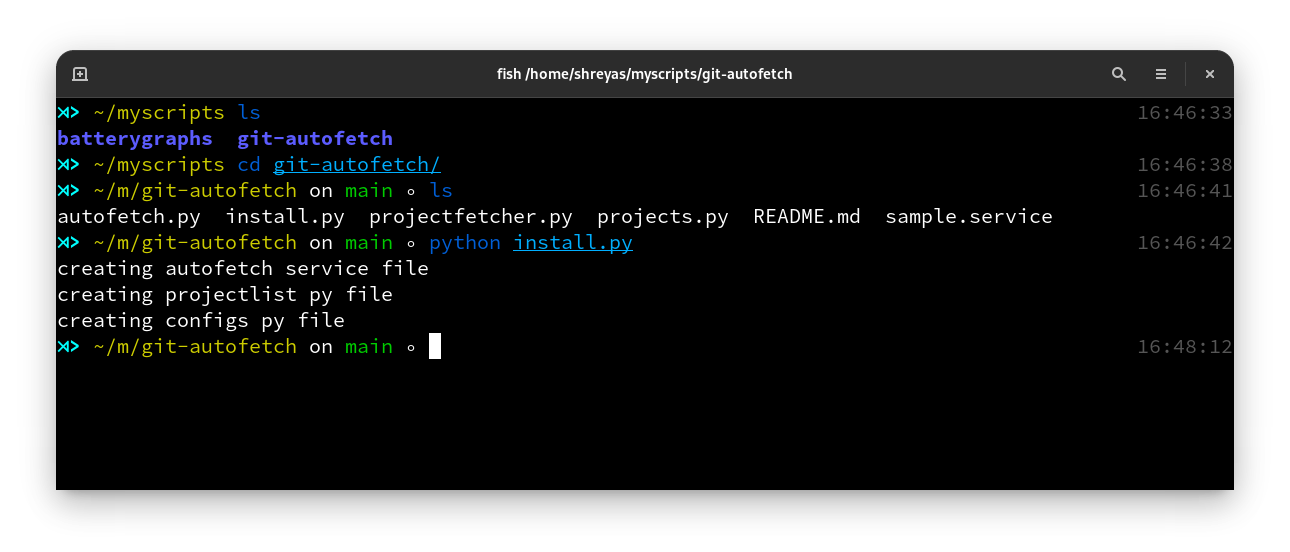 fish /home/shreyas/myscripts/git-autofetch
⋊> ~/myscripts ls 16:46:33
batterygraphs git-autofetch
⋊> ~/myscripts cd git-autofetch/ 16:46:38
⋊> ~/m/git-autofetch on main ◦ ls 16:46:41
autofetch.py install.py projectfetcher.py projects.py README.md sample.service
⋊> ~/m/git-autofetch on main ◦ python install.py 16:46:42
creating autofetch service file
creating projectlist py file
creating configs py file
⋊> ~/m/git-autofetch on main ◦ 16:48:12